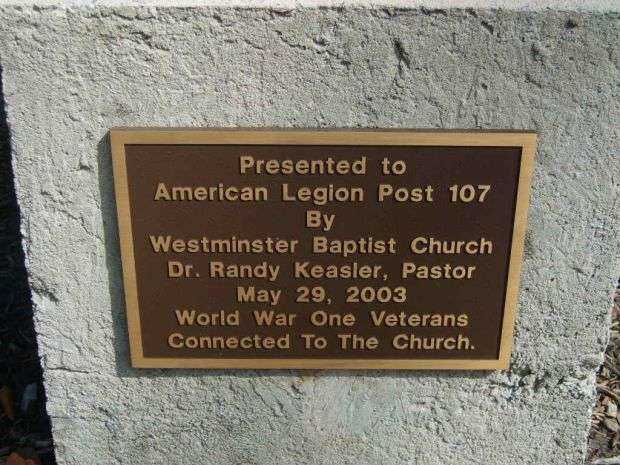 Presented to
American Legion Post 107
By
Westminster Baptist Church
Dr. Randy Keasler, Pastor
May 29, 2003
World War One Veterans
Connected To The Church.